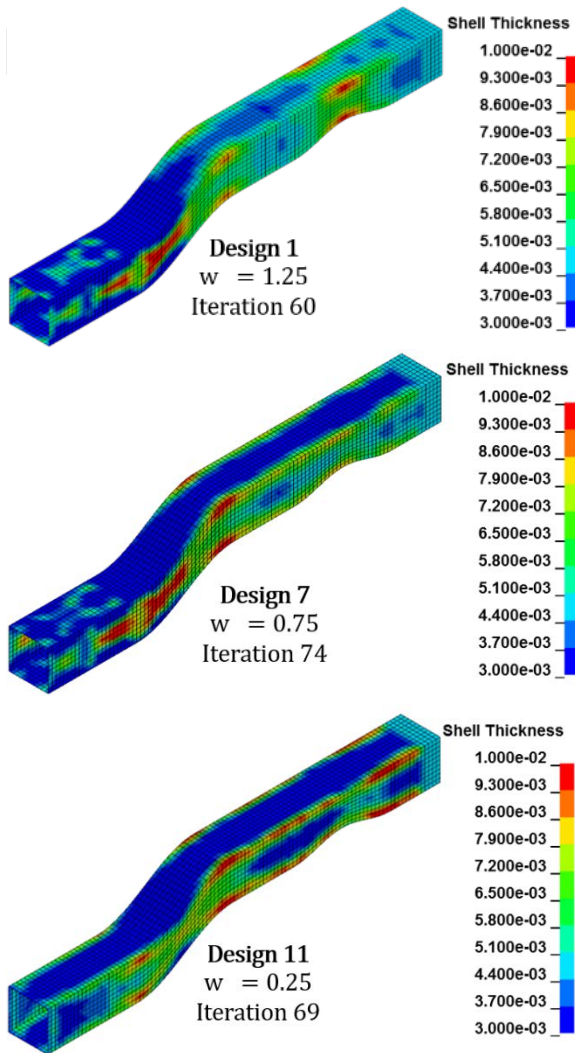 Shell Thickness
1.000e-02
9.300e-03
8.600e-03
7.900e-03
7.200e-03
6.500e-03
5.800e-03
5.100e-03
4.400e-03
3.700e-03
3.000e-03
Design 1
w = 1.25
Iteration 60
Shell Thickness
1.000e-02
9.300e-03
8.600e-03
7.900e-03
7.200e-03
6.500e-03
5.800e-03
5.100e-03
4.400e-03
3.700e-03
3.000e-03
Design 7
w = 0.75
Iteration 74
Shell Thickness
1.000e-02
9.300e-03
8.600e-03
7.900e-03
7.200e-03
6.500e-03
5.800e-03
5.100e-03
4.400e-03
3.700e-03
3.000e-03
Design 11
w = 0.25
Iteration 69